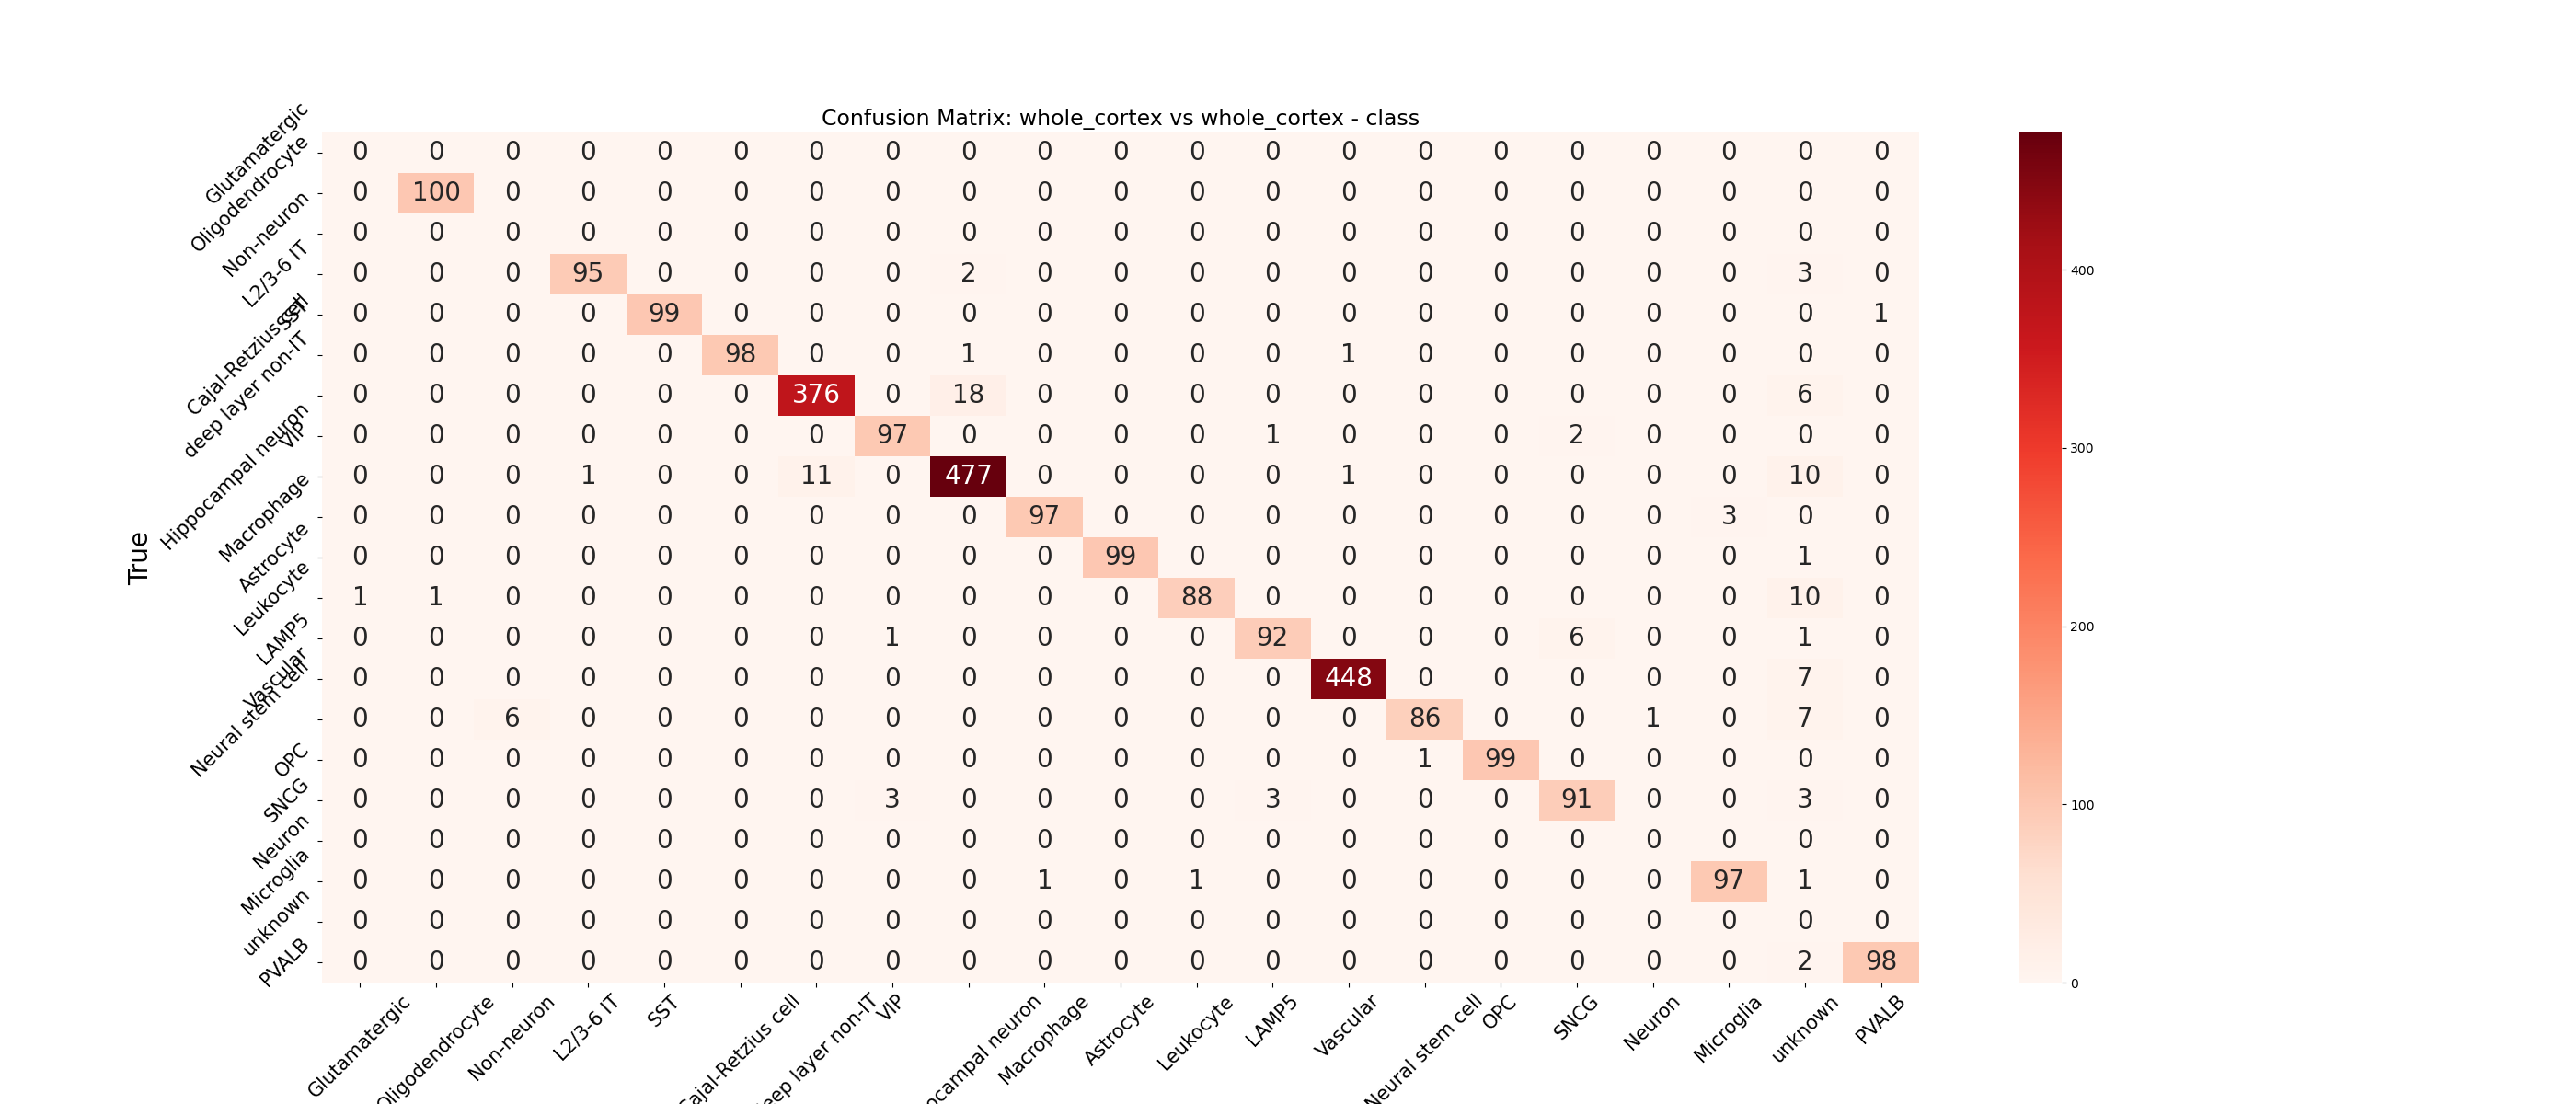 Confusion Matrix: whole_cortex vs whole_cortex - class
Glutamatergic 0 0 0 0 0 0 0 0 0 0 0 0 0 0 0 0 0 0 0 0 0
Oligodendrocyte 0 100 0 0 0 0 0 0 0 0 0 0 0 0 0 0 0 0 0 0 0
Non-neuron 0 0 0 0 0 0 0 0 0 0 0 0 0 0 0 0 0 0 0 0 0
L2/3-6 IT 0 0 0 95 0 0 0 0 2 0 0 0 0 0 0 0 0 0 0 3 0
SST 0 0 0 0 99 0 0 0 0 0 0 0 0 0 0 0 0 0 0 0 1
Cajal-Retzius cell 0 0 0 0 0 98 0 0 1 0 0 0 0 1 0 0 0 0 0 0 0
deep layer non-IT 0 0 0 0 0 0 376 0 18 0 0 0 0 0 0 0 0 0 0 6 0
VIP 0 0 0 0 0 0 0 97 0 0 0 0 1 0 0 0 2 0 0 0 0
Hippocampal neuron 0 0 0 1 0 0 11 0 477 0 0 0 0 1 0 0 0 0 0 10 0
Macrophage 0 0 0 0 0 0 0 0 0 97 0 0 0 0 0 0 0 0 3 0 0
Astrocyte 0 0 0 0 0 0 0 0 0 0 99 0 0 0 0 0 0 0 0 1 0
Leukocyte 1 1 0 0 0 0 0 0 0 0 0 88 0 0 0 0 0 0 0 10 0
LAMP5 0 0 0 0 0 0 0 1 0 0 0 0 92 0 0 0 6 0 0 1 0
Vascular 0 0 0 0 0 0 0 0 0 0 0 0 0 448 0 0 0 0 0 7 0
Neural stem cell 0 0 6 0 0 0 0 0 0 0 0 0 0 0 86 0 0 1 0 7 0
OPC 0 0 0 0 0 0 0 0 0 0 0 0 0 0 1 99 0 0 0 0 0
SNCG 0 0 0 0 0 0 0 3 0 0 0 0 3 0 0 0 91 0 0 3 0
Neuron 0 0 0 0 0 0 0 0 0 0 0 0 0 0 0 0 0 0 0 0 0
Microglia 0 0 0 0 0 0 0 0 0 1 0 1 0 0 0 0 0 0 97 1 0
unknown 0 0 0 0 0 0 0 0 0 0 0 0 0 0 0 0 0 0 0 0 0
PVALB 0 0 0 0 0 0 0 0 0 0 0 0 0 0 0 0 0 0 0 2 98
True
Glutamatergic
Oligodendrocyte
Non-neuron
L2/3-6 IT
SST
Cajal-Retzius cell
eep layer non-IT
VIP
ocampal neuron
Macrophage
Astrocyte
Leukocyte
LAMP5
Vascular
Neural stem cell
OPC
SNCG
Neuron
Microglia
unknown
PVALB
400
300
200
100
0